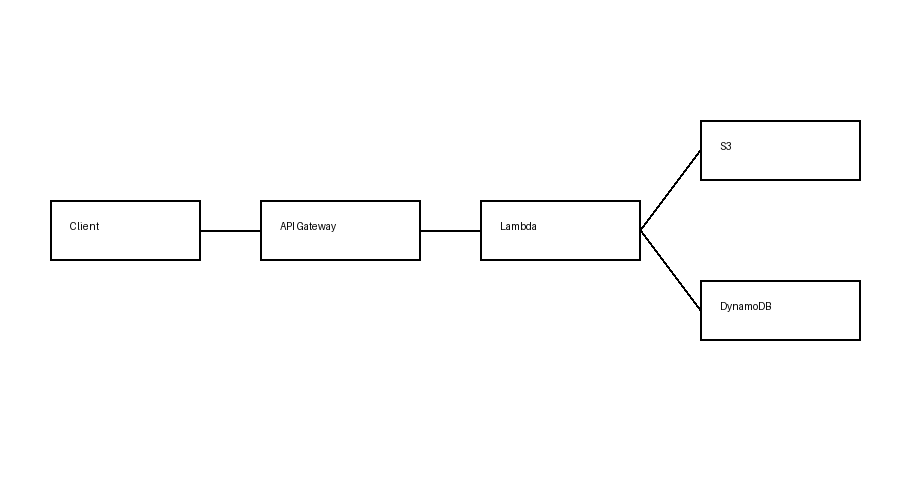 Client
API Gateway
Lambda
S3
DynamoDB